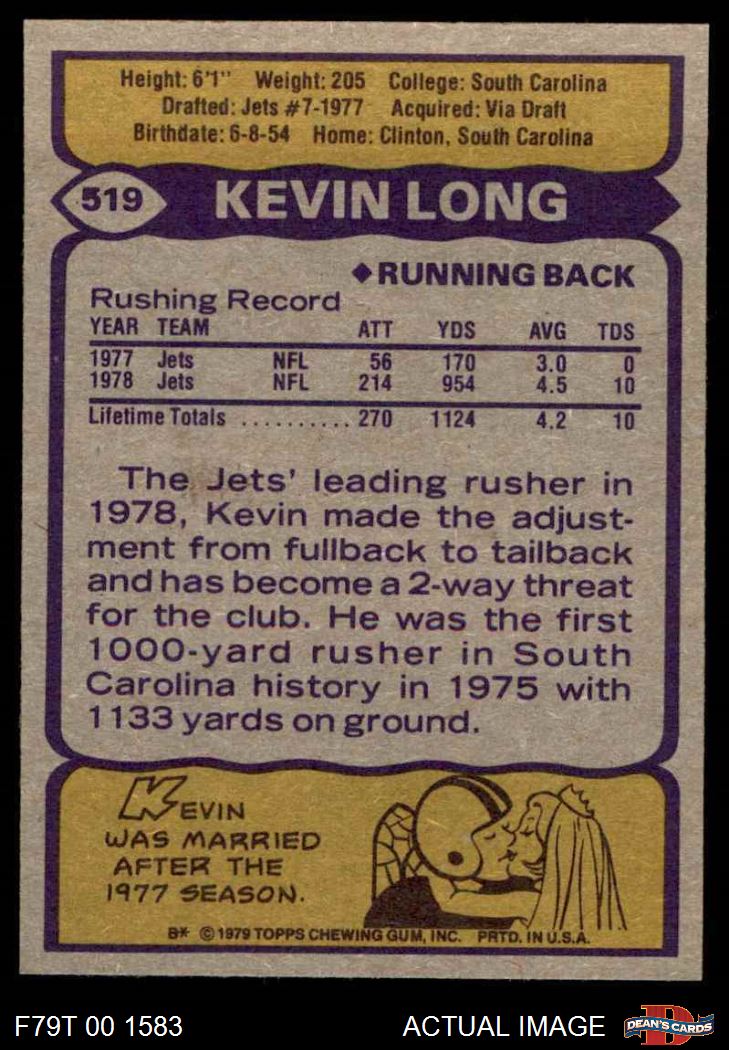 Height: 6'1" Weight: 205 College: South Carolina
Drafted: Jets #7-1977 Acquired: Via Draft
Birthdate: 6-8-54 Home: Clinton, South Carolina
519 KEVIN LONG
◆RUNNING BACK
Rushing Record
YEAR TEAM ATT YDS AVG TDS
1977 Jets NFL 56 170 3.0 0
1978 Jets NFL 214 954 4.5 10
Lifetime Totals .......... 270 1124 4.2 10
The Jets' leading rusher in
1978, Kevin made the adjust-
ment from fullback to tailback
and has become a 2-way threat
for the club. He was the first
1000-yard rusher in South
Carolina history in 1975 with
1133 yards on ground.
KEVIN
WAS MARRIED
AFTER THE
1977 SEASON.
B* © 1979 TOPPS CHEWING GUM, INC. PRTD. IN U.S.A.
F79T 00 1583 ACTUAL IMAGE
D
DEAN'S CARDS